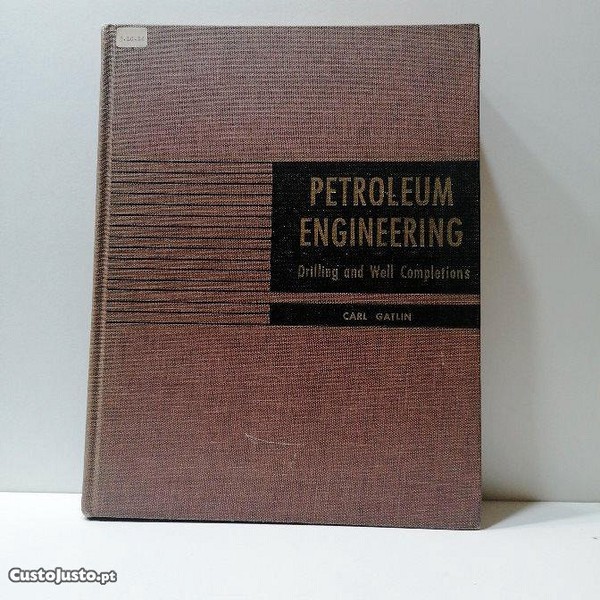 PETROLEUM
ENGINEERING
Drilling and Well Completions
CARL GATLIN
CustoJusto.pt